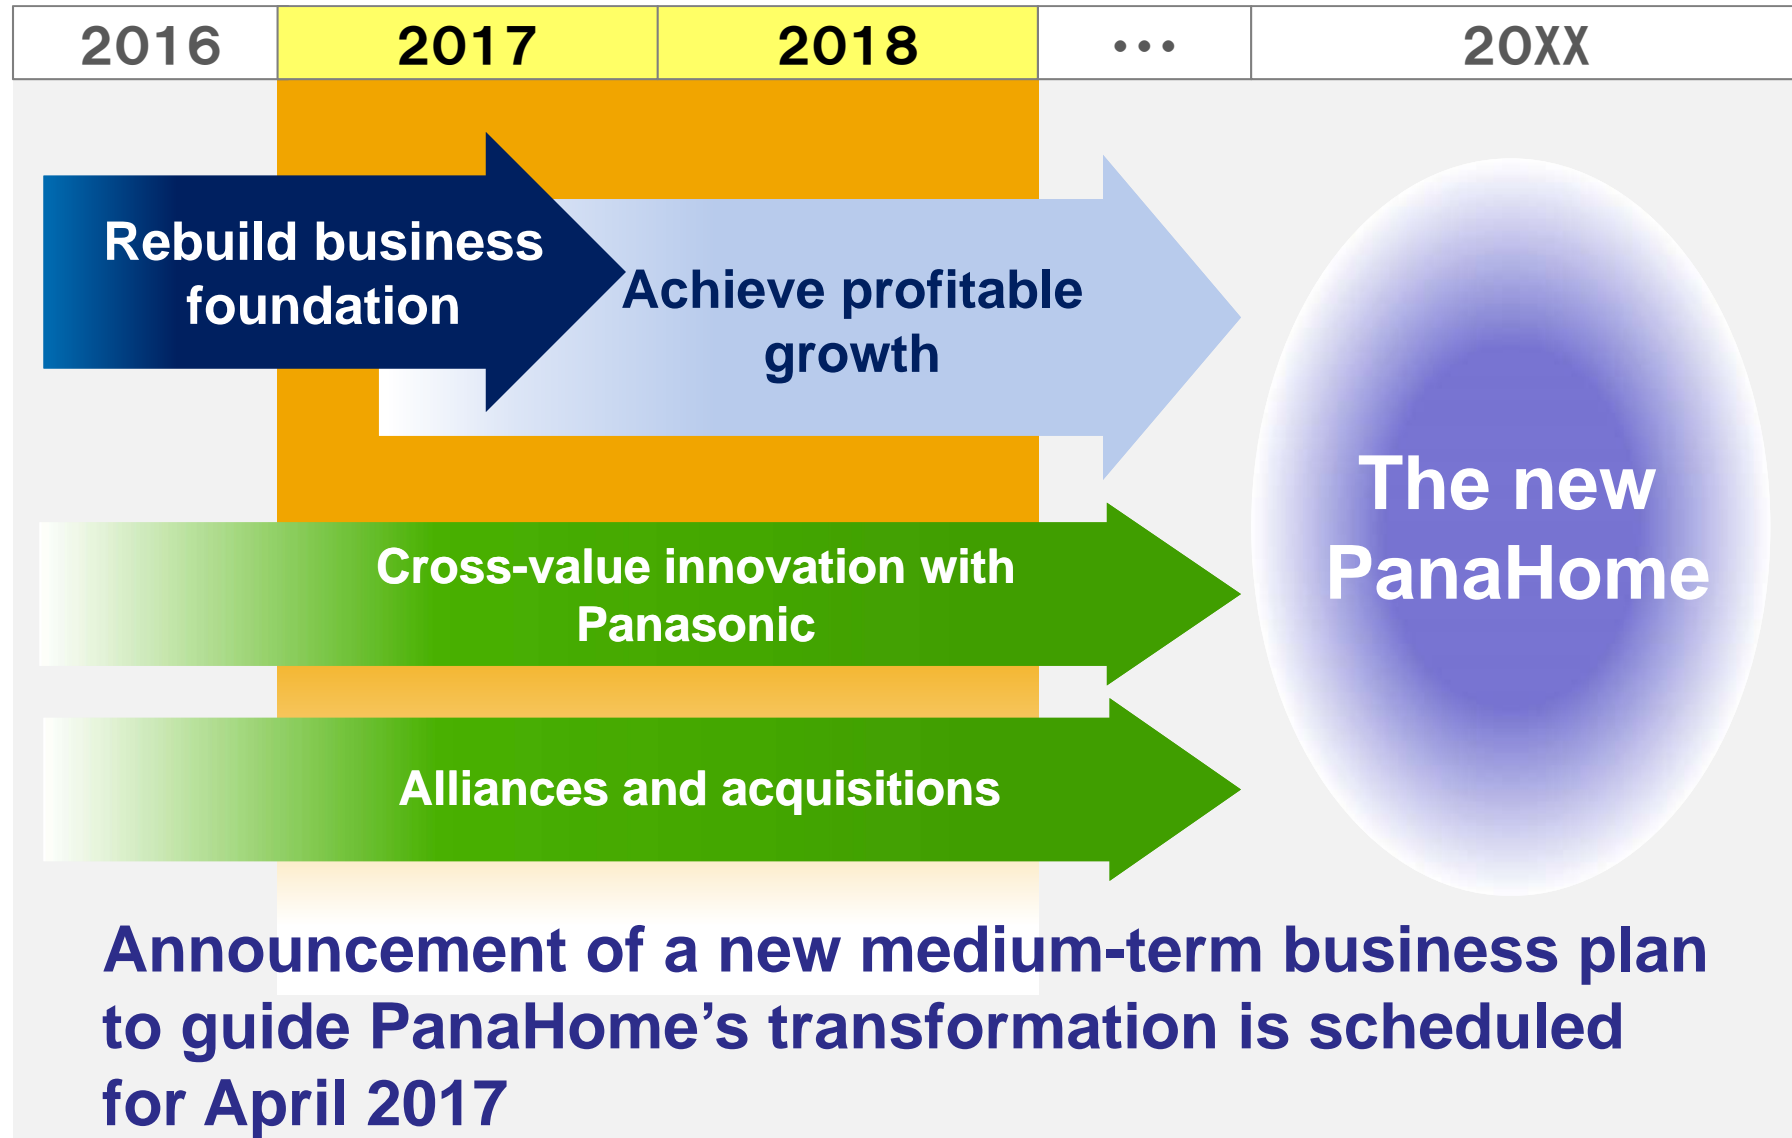 2016 2017 2018 ••• 20XX
Rebuild business
foundation
Achieve profitable
growth
The new
PanaHome
Cross-value innovation with
Panasonic
Alliances and acquisitions
Announcement of a new medium-term business plan
to guide PanaHome’s transformation is scheduled
for April 2017